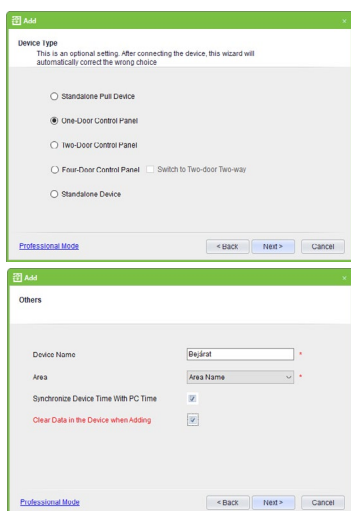 Add
Device Type
This is an optional setting. After connecting the device, this wizard will
automatically correct the wrong choice
Standalone Pull Device
One-Door Control Panel
Two-Door Control Panel
Four-Door Control Panel Switch to Two-door Two-way
Standalone Device
Professional Mode < Back Next > Cancel
Add
Others
Device Name Bejárat *
Area Area Name *
Synchronize Device Time With PC Time
Clear Data in the Device when Adding
Professional Mode < Back Next > Cancel